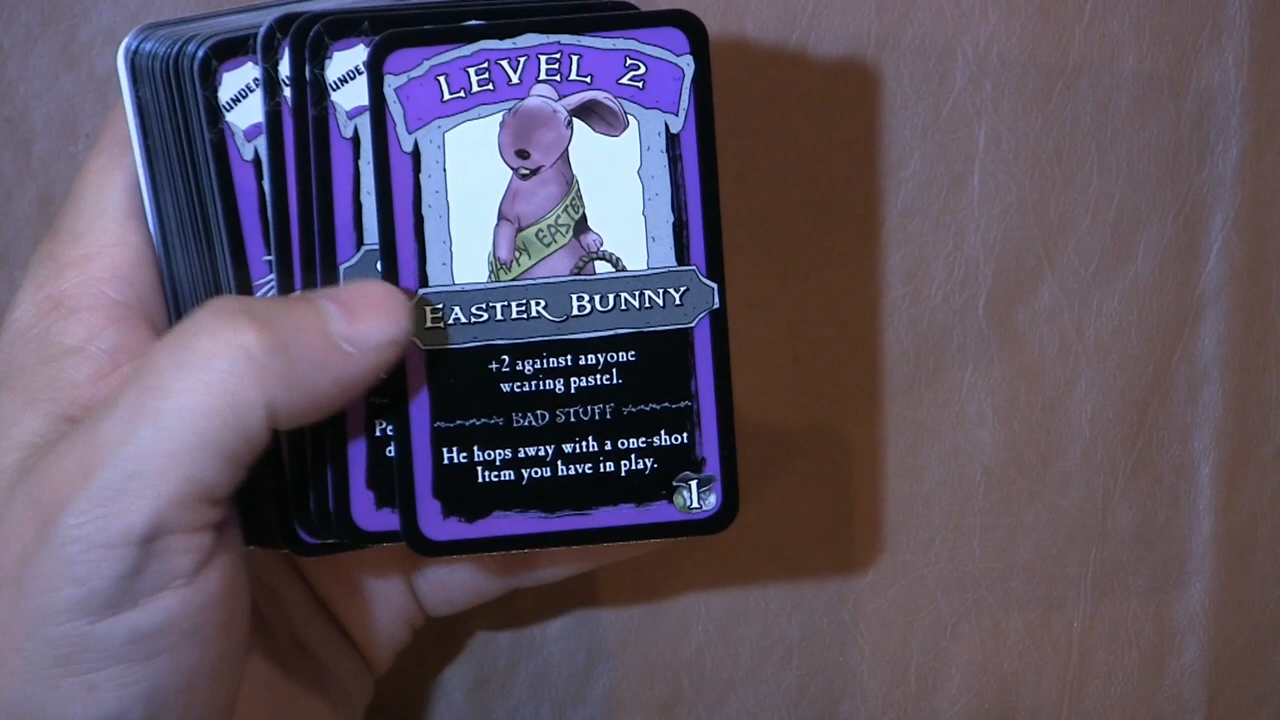 LEVEL 2
HAPPY EASTE
EASTER BUNNY
+2 against anyone
wearing pastel.
BAD STUFF
He hops away with a one-shot
Item you have in play.
1